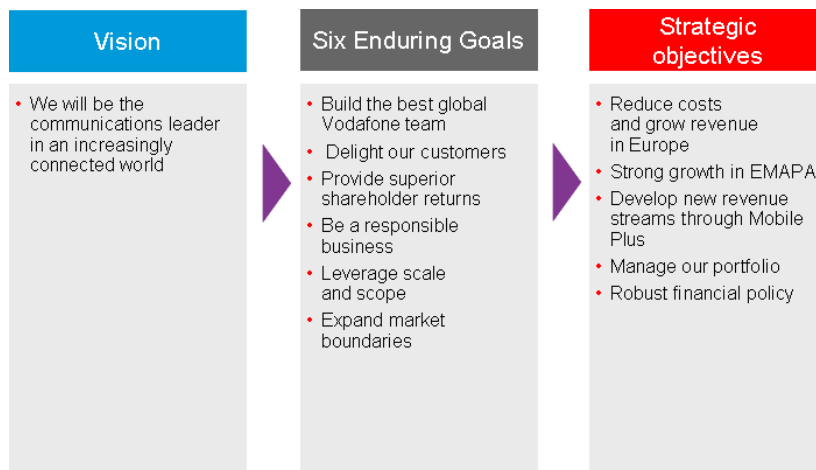 Vision
• We will be the
communications leader
in an increasingly
connected world
Six Enduring Goals
• Build the best global
Vodafone team
• Delight our customers
• Provide superior
shareholder returns
• Be a responsible
business
• Leverage scale
and scope
• Expand market
boundaries
Strategic
objectives
• Reduce costs
and grow revenue
in Europe
• Strong growth in EMAPA
• Develop new revenue
streams through Mobile
Plus
• Manage our portfolio
• Robust financial policy